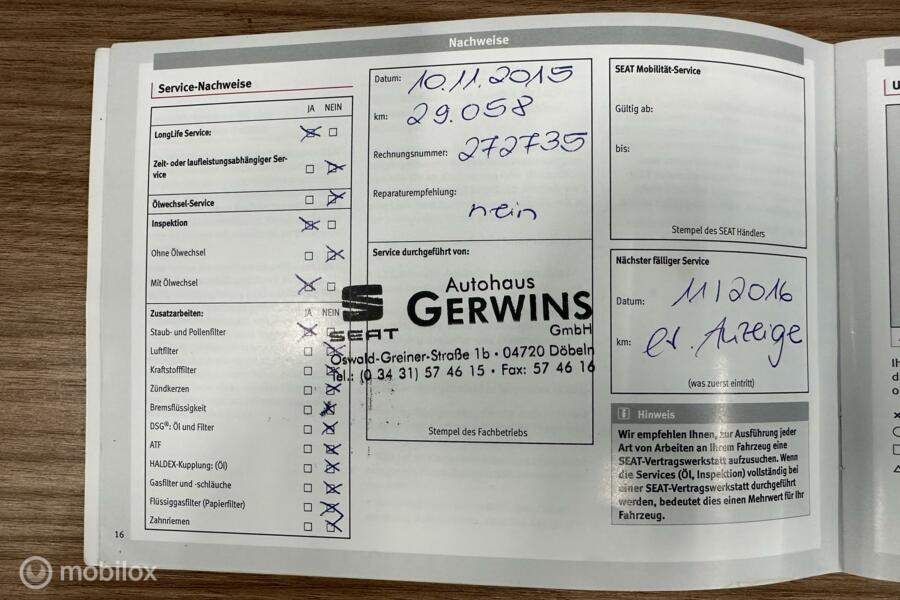 Nachweise
Service-Nachweise
JA NEIN
LongLife Service:
Zeit- oder laufleistungsabhängiger Ser-
vice
Ölwechsel-Service
Inspektion
Ohne Ölwechsel
Mit Ölwechsel
Zusatzarbeiten: JA NEIN
Staub- und Pollenfilter
Luftfilter
Kraftstofffilter
Zündkerzen
Bremsflüssigkeit
DSG®: Öl und Filter
ATF
HALDEX-Kupplung: (Öl)
Gasfilter und -schläuche
Flüssiggasfilter (Papierfilter)
Zahnriemen
16
Datum: 10.11.2015
km: 29.058
Rechnungsnummer: 272735
Reparaturempfehlung:
nein
Service durchgeführt von:
Autohaus
GERWINS
GmbH
SEAT
Oswald-Greiner-Straße 1b · 04720 Döbeln
Tel.: (0 34 31) 57 46 15 · Fax: 57 46 16
Stempel des Fachbetriebs
SEAT Mobilität-Service
Gültig ab:
bis:
Stempel des SEAT Händlers
Nächster fälliger Service
Datum: 11/2016
km: lt. Anzeige
(was zuerst eintritt)
Hinweis
Wir empfehlen Ihnen, zur Ausführung jeder
Art von Arbeiten an Ihrem Fahrzeug eine
SEAT-Vertragswerkstatt aufzusuchen. Wenn
die Services (Öl, Inspektion) vollständig bei
einer SEAT-Vertragswerkstatt durchgeführt
werden, bedeutet dies einen Mehrwert für Ihr
Fahrzeug.
mobilox